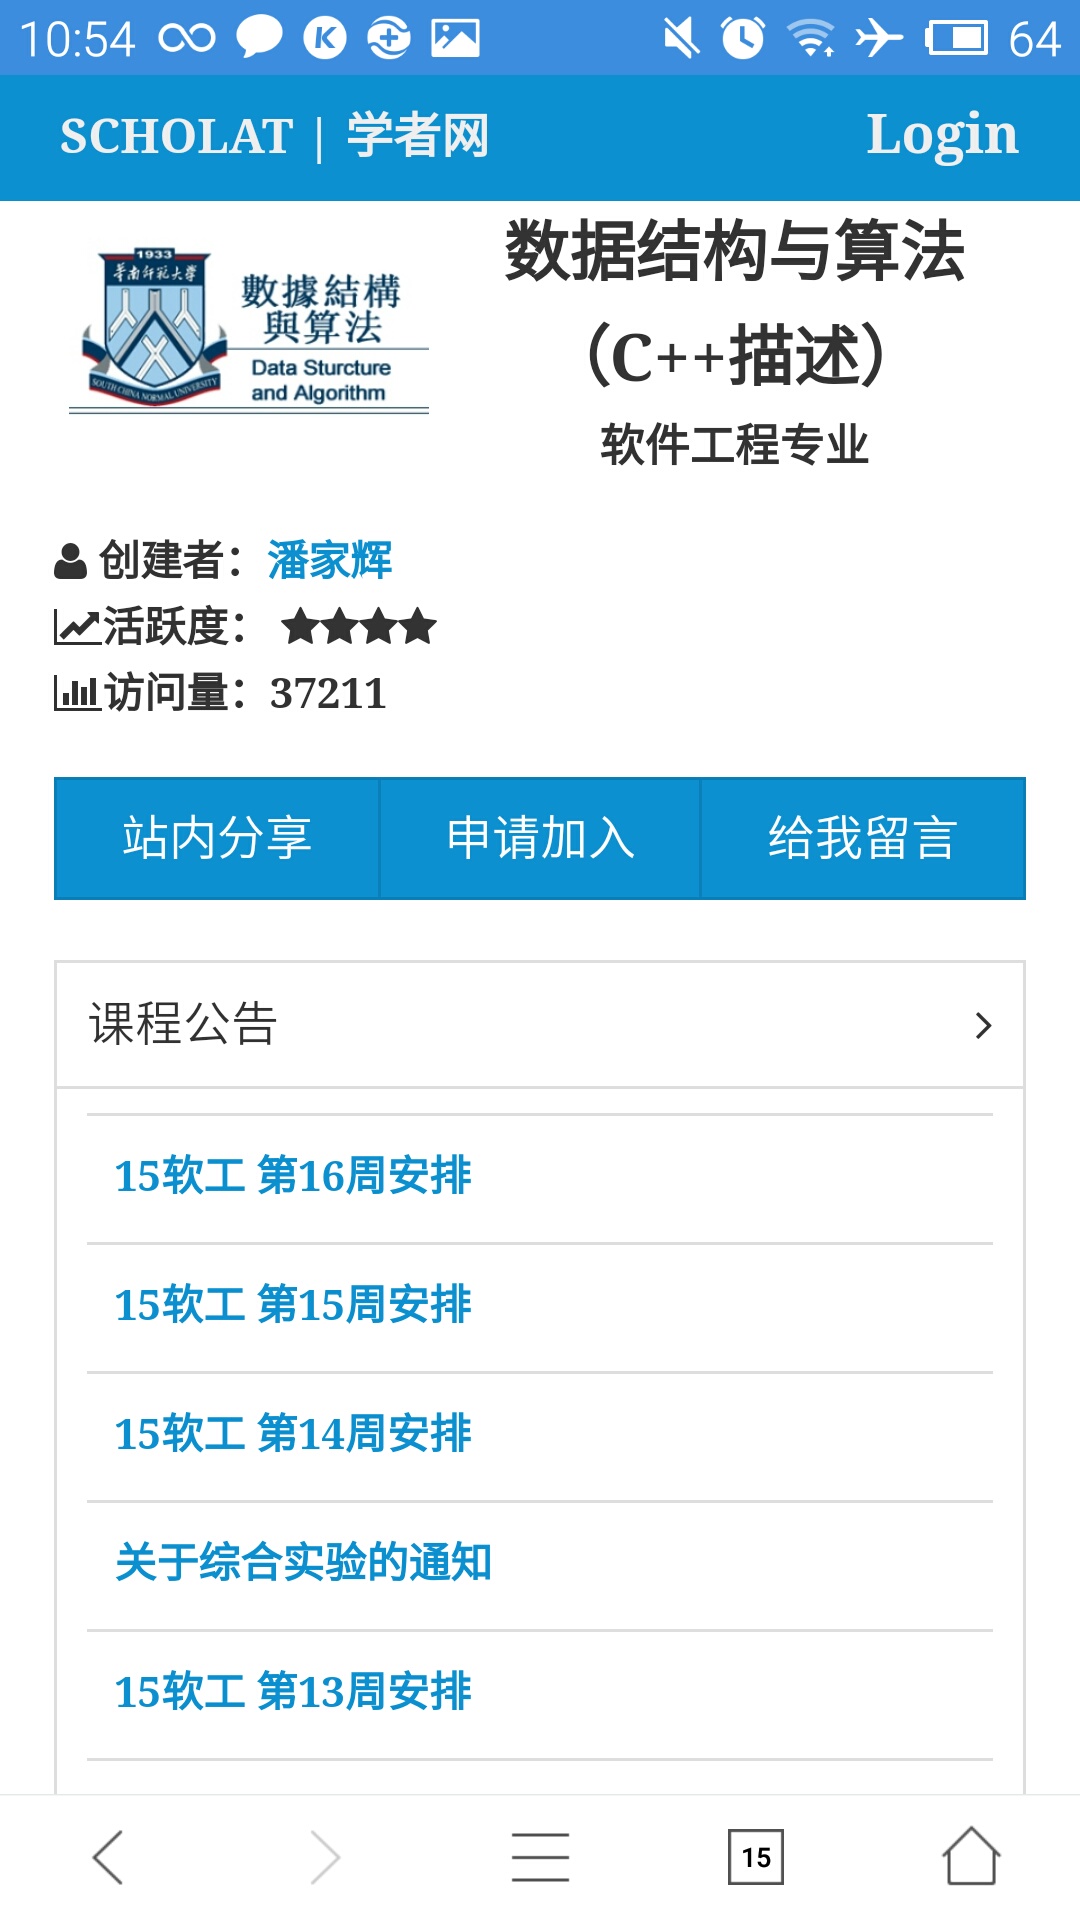 10:54
64
SCHOLAT | 学者网
Login
1933
華南師範大學
SOUTH CHINA NORMAL UNIVERSITY
數據結構
與算法
Data Sturcture
and Algorithm
数据结构与算法
（C++描述）
软件工程专业
创建者：潘家辉
活跃度：★★★★
访问量：37211
站内分享
申请加入
给我留言
课程公告
15软工 第16周安排
15软工 第15周安排
15软工 第14周安排
关于综合实验的通知
15软工 第13周安排
15